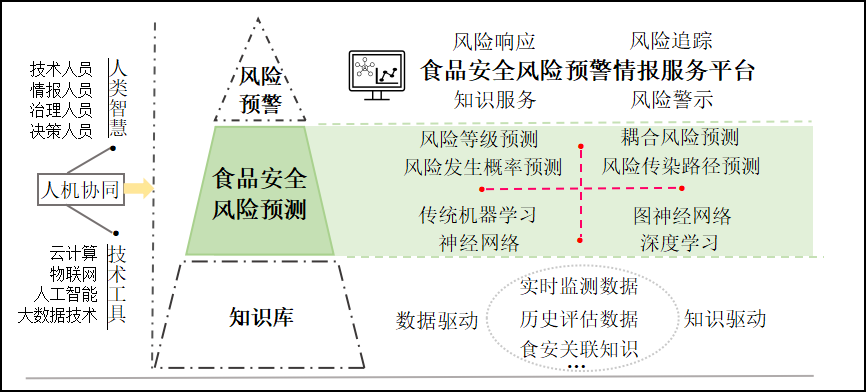 技术人员
情报人员
治理人员
决策人员
人类智慧
人机协同
云计算
物联网
人工智能
大数据技术
技术工具
风险
预警
食品安全
风险预测
知识库
风险响应
风险追踪
食品安全风险预警情报服务平台
知识服务
风险警示
风险等级预测
耦合风险预测
风险发生概率预测
风险传染路径预测
传统机器学习
图神经网络
神经网络
深度学习
数据驱动
实时监测数据
历史评估数据
食安关联知识
...
知识驱动